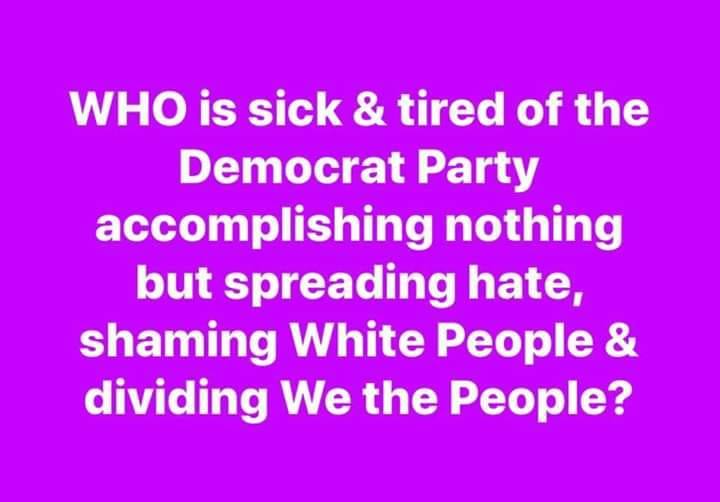 WHO is sick & tired of the
Democrat Party
accomplishing nothing
but spreading hate,
shaming White People &
dividing We the People?